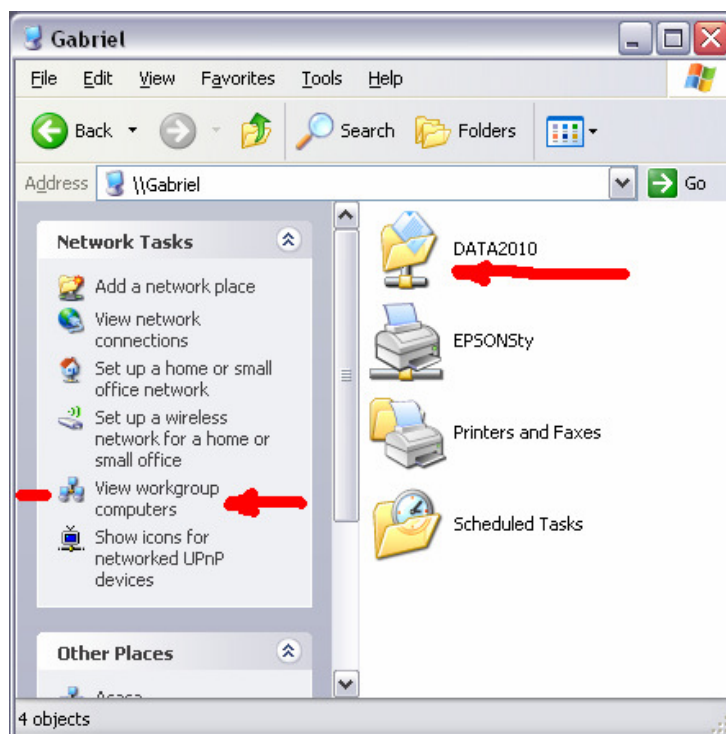 Gabriel
File Edit View Favorites Tools Help
Back Search Folders
Address \\Gabriel Go
Network Tasks
Add a network place
View network
connections
Set up a home or small
office network
Set up a wireless
network for a home or
small office
View workgroup
computers
Show icons for
networked UPnP
devices
Other Places
Acasa
DATA2010
EPSONSty
Printers and Faxes
Scheduled Tasks
4 objects